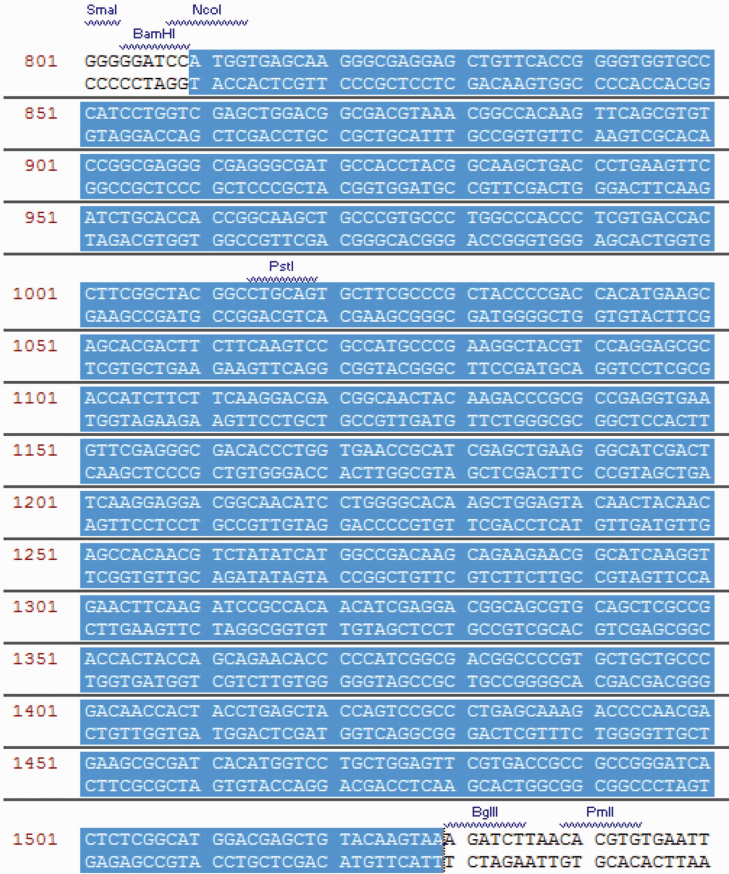 SmaI NcoI
BamHI
801 GGGGGATCCA TGGTGAGCAA GGGCGAGGAG CTGTTCACCG GGGTGGTGCC
CCCCCTAGGT ACCACTCGTT CCCGCTCCTC GACAAGTGGC CCCACCACGG
851 CATCCTGGTC GAGCTGGACG GCGACGTAAA CGGCCACAAG TTCAGCGTGT
GTAGGACCAG CTCGACCTGC CGCTGCATTT GCCGGTGTTC AAGTCGCACA
901 CCGGCGAGGG CGAGGGCGAT GCCACCTACG GCAAGCTGAC CCTGAAGTTC
GGCCGCTCCC GCTCCCGCTA CGGTGGATGC CGTTCGACTG GGACTTCAAG
951 ATCTGCACCA CCGGCAAGCT GCCCGTGCCC TGGCCCACCC TCGTGACCAC
TAGACGTGGT GGCCGTTCGA CGGGCACGGG ACCGGGTGGG AGCACTGGTG
PstI
1001 CTTCGGCTAC GGCCTGCAGT GCTTCGCCCG CTACCCCGAC CACATGAAGC
GAAGCCGATG CCGGACGTCA CGAAGCGGGC GATGGGGCTG GTGTACTTCG
1051 AGCACGACTT CTTCAAGTCC GCCATGCCCG AAGGCTACGT CCAGGAGCGC
TCGTGCTGAA GAAGTTCAGG CGGTACGGGC TTCCGATGCA GGTCCTCGCG
1101 ACCATCTTCT TCAAGGACGA CGGCAACTAC AAGACCCGCG CCGAGGTGAA
TGGTAGAAGA AGTTCCTGCT GCCGTTGATG TTCTGGGCGC GGCTCCACTT
1151 GTTCGAGGGC GACACCCTGG TGAACCGCAT CGAGCTGAAG GGCATCGACT
CAAGCTCCCG CTGTGGGACC ACTTGGCGTA GCTCGACTTC CCGTAGCTGA
1201 TCAAGGAGGA CGGCAACATC CTGGGGCACA AGCTGGAGTA CAACTACAAC
AGTTCCTCCT GCCGTTGTAG GACCCCGTGT TCGACCTCAT GTTGATGTTG
1251 AGCCACAACG TCTATATCAT GGCCGACAAG CAGAAGAACG GCATCAAGGT
TCGGTGTTGC AGATATAGTA CCGGCTGTTC GTCTTCTTGC CGTAGTTCCA
1301 GAACTTCAAG ATCCGCCACA ACATCGAGGA CGGCAGCGTG CAGCTCGCCG
CTTGAAGTTC TAGGCGGTGT TGTAGCTCCT GCCGTCGCAC GTCGAGCGGC
1351 ACCACTACCA GCAGAACACC CCCATCGGCG ACGGCCCCGT GCTGCTGCCC
TGGTGATGGT CGTCTTGTGG GGGTAGCCGC TGCCGGGGCA CGACGACGGG
1401 GACAACCACT ACCTGAGCTA CCAGTCCGCC CTGAGCAAAG ACCCCAACGA
CTGTTGGTGA TGGACTCGAT GGTCAGGCGG GACTCGTTTC TGGGGTTGCT
1451 GAAGCGCGAT CACATGGTCC TGCTGGAGTT CGTGACCGCC GCCGGGATCA
CTTCGCGCTA GTGTACCAGG ACGACCTCAA GCACTGGCGG CGGCCCTAGT
BglII PmlI
1501 CTCTCGGCAT GGACGAGCTG TACAAGTAAA GATCTTAACA CGTGTGAATT
GAGAGCCGTA CCTGCTCGAC ATGTTCATTT CTAGAATTGT GCACACTTAA